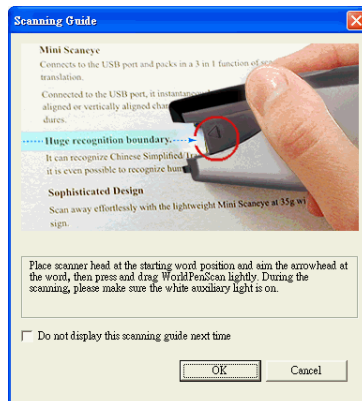 Scanning Guide
Mini Scaneye
Connects to the USB port and packs in a 3 in 1 function of
translation.
Connected to the USB port, it
aligned or vertically aligned
dures.
Huge recognition boundary.
It can recognize Chinese Simplified
it is even possible to recognize
Sophisticated Design
Scan away effortlessly with the lightweight Mini Scaneye at 35g
sign.
Place scanner head at the starting word position and aim the arrowhead at
the word, then press and drag WorldPenScan lightly. During the
scanning, please make sure the white auxiliary light is on.
Do not display this scanning guide next time
OK
Cancel